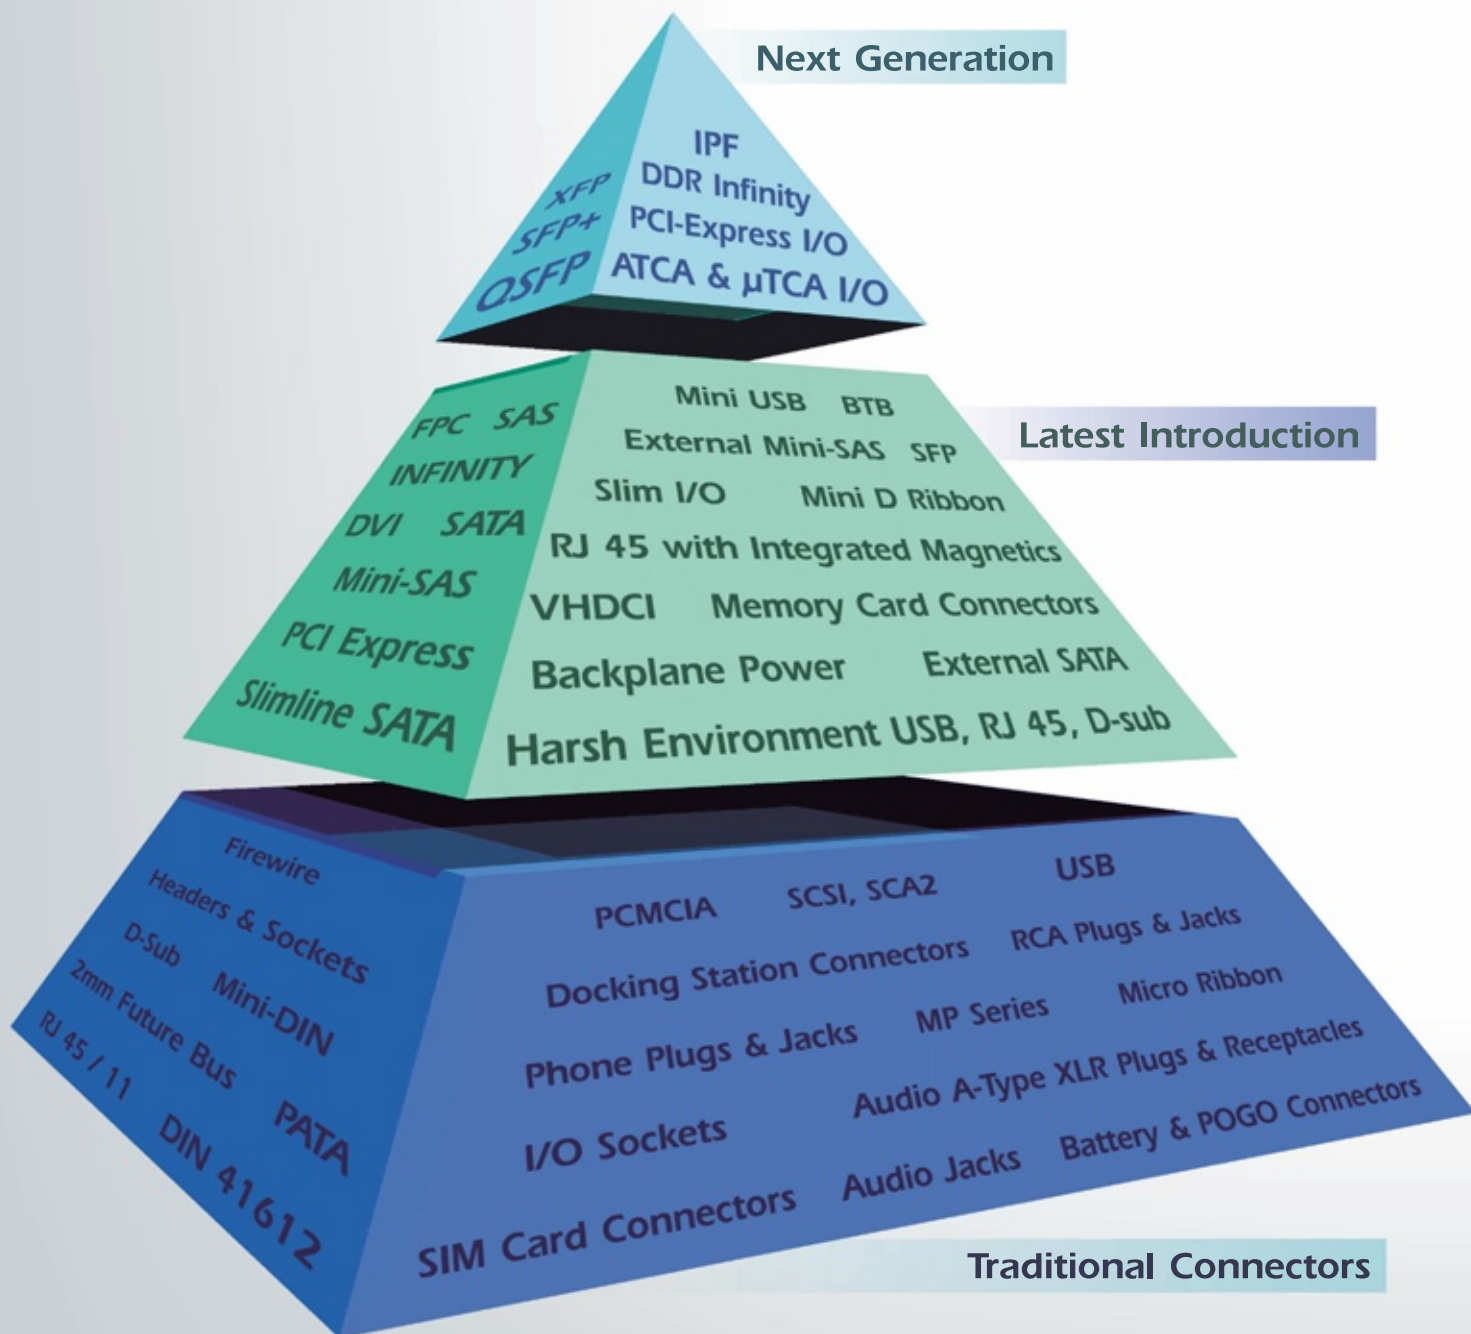 Next Generation
XFP
SFP+
QSFP
IPF
DDR Infinity
PCI-Express I/O
ATCA & µTCA I/O
Latest Introduction
FPC SAS
INFINITY
DVI SATA
Mini-SAS
PCI Express
Slimline SATA
Mini USB BTB
External Mini-SAS SFP
Slim I/O Mini D Ribbon
RJ 45 with Integrated Magnetics
VHDCI Memory Card Connectors
Backplane Power External SATA
Harsh Environment USB, RJ 45, D-sub
Firewire
Headers & Sockets
D-Sub Mini-DIN
2mm Future Bus PATA
RJ 45 / 11 DIN 41612
PCMCIA SCSI, SCA2 USB
Docking Station Connectors RCA Plugs & Jacks
Phone Plugs & Jacks MP Series Micro Ribbon
I/O Sockets Audio A-Type XLR Plugs & Receptacles
SIM Card Connectors Audio Jacks Battery & POGO Connectors
Traditional Connectors